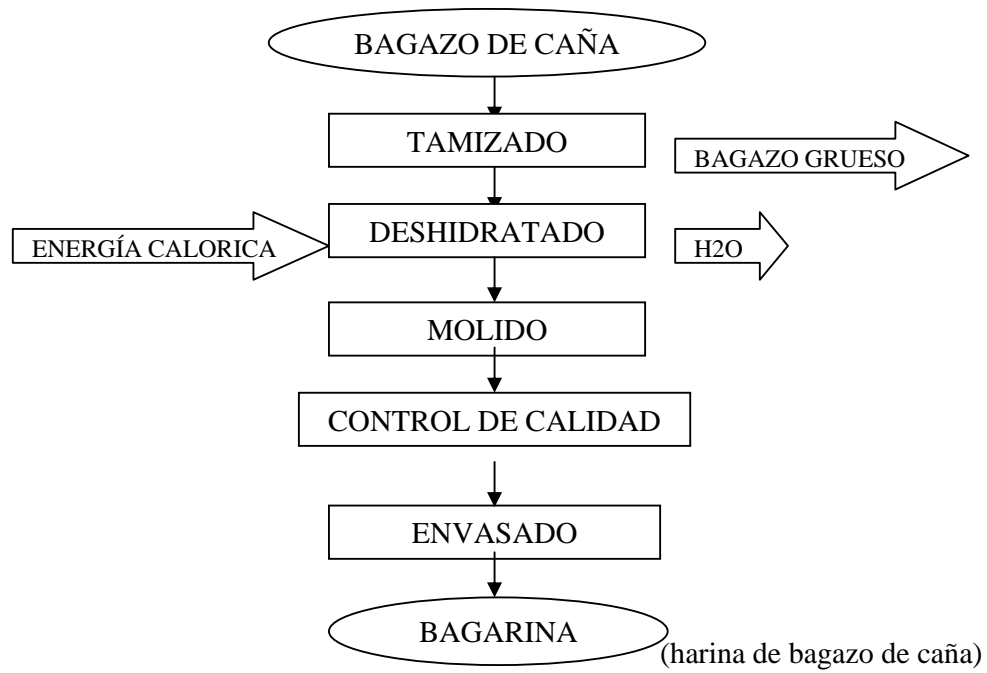 BAGAZO DE CAÑA
TAMIZADO
BAGAZO GRUESO
DESHIDRATADO
ENERGÍA CALORICA
H2O
MOLIDO
CONTROL DE CALIDAD
ENVASADO
BAGARINA
(harina de bagazo de caña)